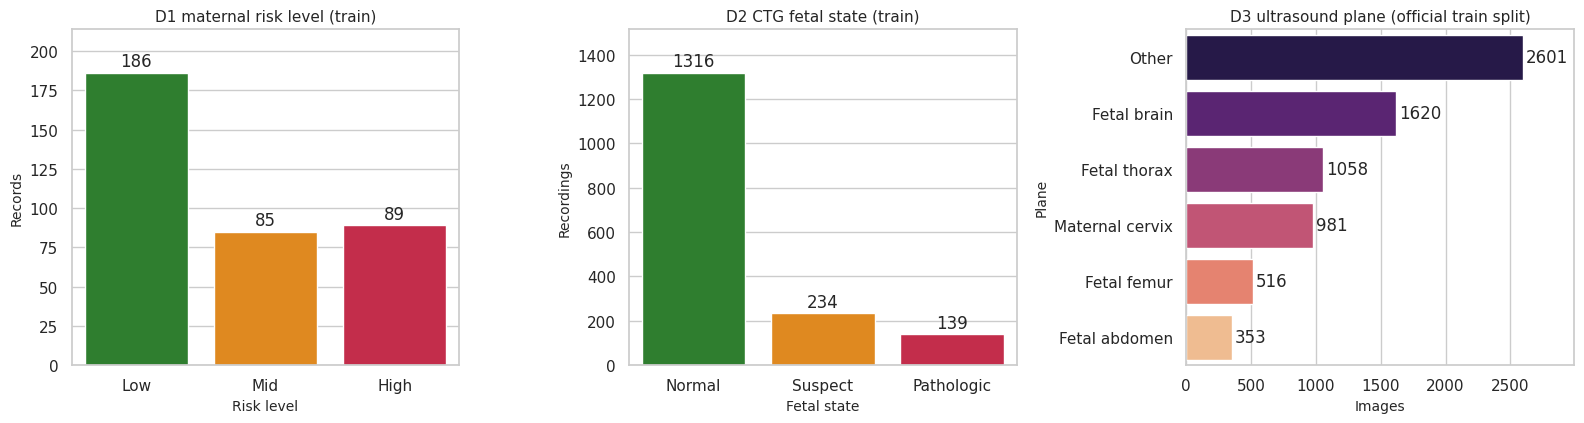 D1 maternal risk level (train)
200
175
150
125
100
75
50
25
0
Records
186
85
89
Low Mid High
Risk level
D2 CTG fetal state (train)
1400
1200
1000
800
600
400
200
0
Recordings
1316
234
139
Normal Suspect Pathologic
Fetal state
D3 ultrasound plane (official train split)
Plane
Other 2601
Fetal brain 1620
Fetal thorax 1058
Maternal cervix 981
Fetal femur 516
Fetal abdomen 353
0 500 1000 1500 2000 2500
Images